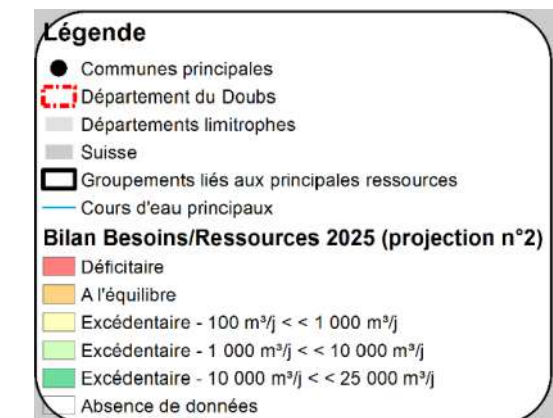 Légende
Communes principales
Département du Doubs
Départements limitrophes
Suisse
Groupements liés aux principales ressources
Cours d'eau principaux
Bilan Besoins/Ressources 2025 (projection n°2)
Déficitaire
A l'équilibre
Excédentaire - 100 m³/j < < 1 000 m³/j
Excédentaire - 1 000 m³/j < < 10 000 m³/j
Excédentaire - 10 000 m³/j < < 25 000 m³/j
Absence de données